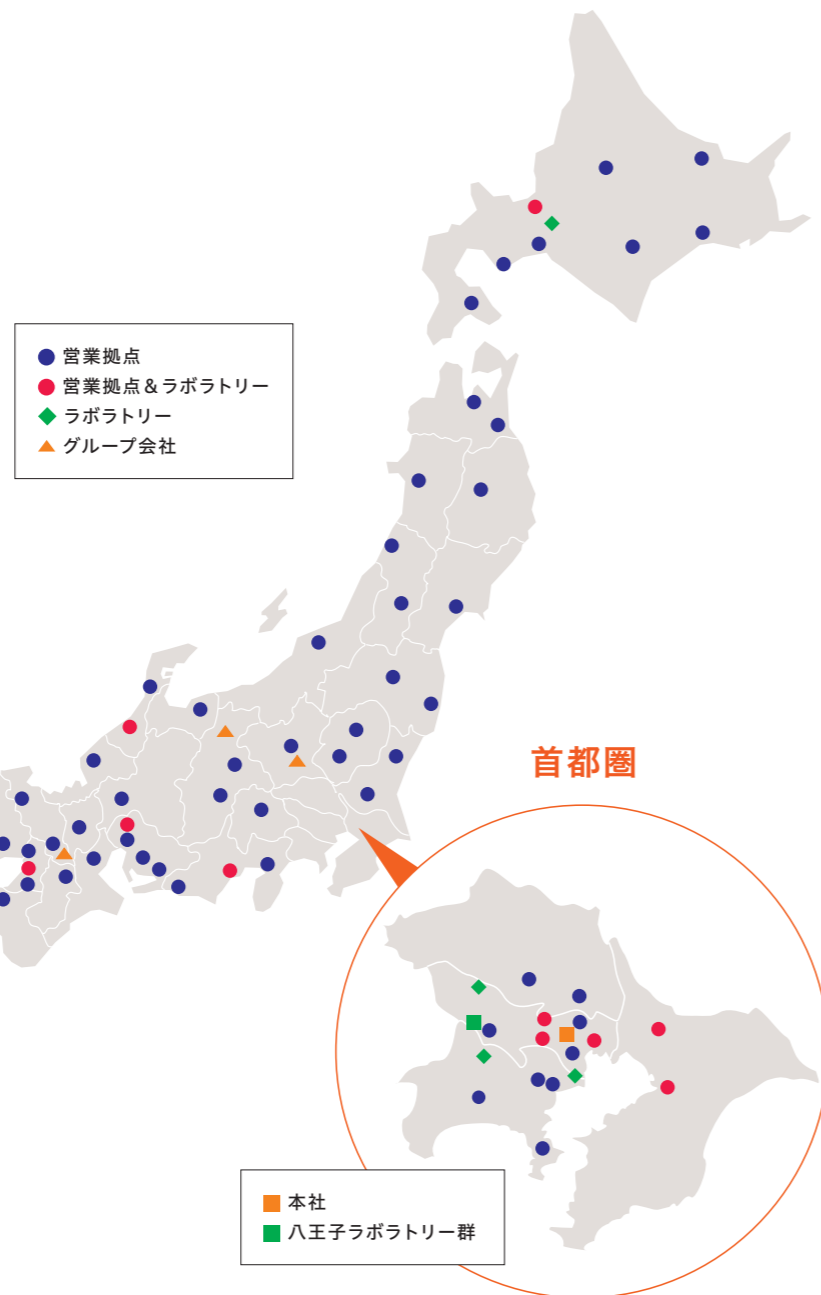 営業拠点
営業拠点&ラボラトリー
ラボラトリー
グループ会社
首都圏
本社
八王子ラボラトリー群